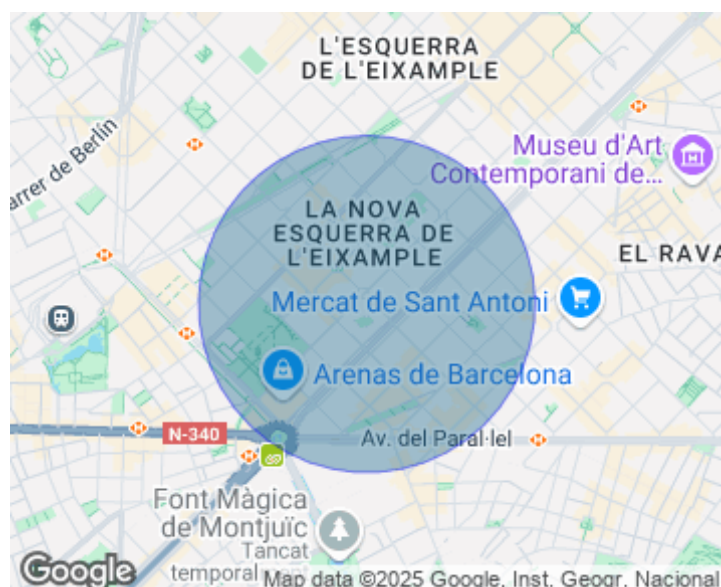 L'ESQUERRA
DE L'EIXAMPLE
arrer de Berlín
Museu d'Art
Contemporani de...
LA NOVA
ESQUERRA DE
L'EIXAMPLE
EL RAVA
Mercat de Sant Antoni
Arenas de Barcelona
N-340
Av. del Paral·lel
Font Màgica
de Montjuïc
Tancat
temporal
Google
Map data ©2025 Google, Inst. Geogr. Nacional